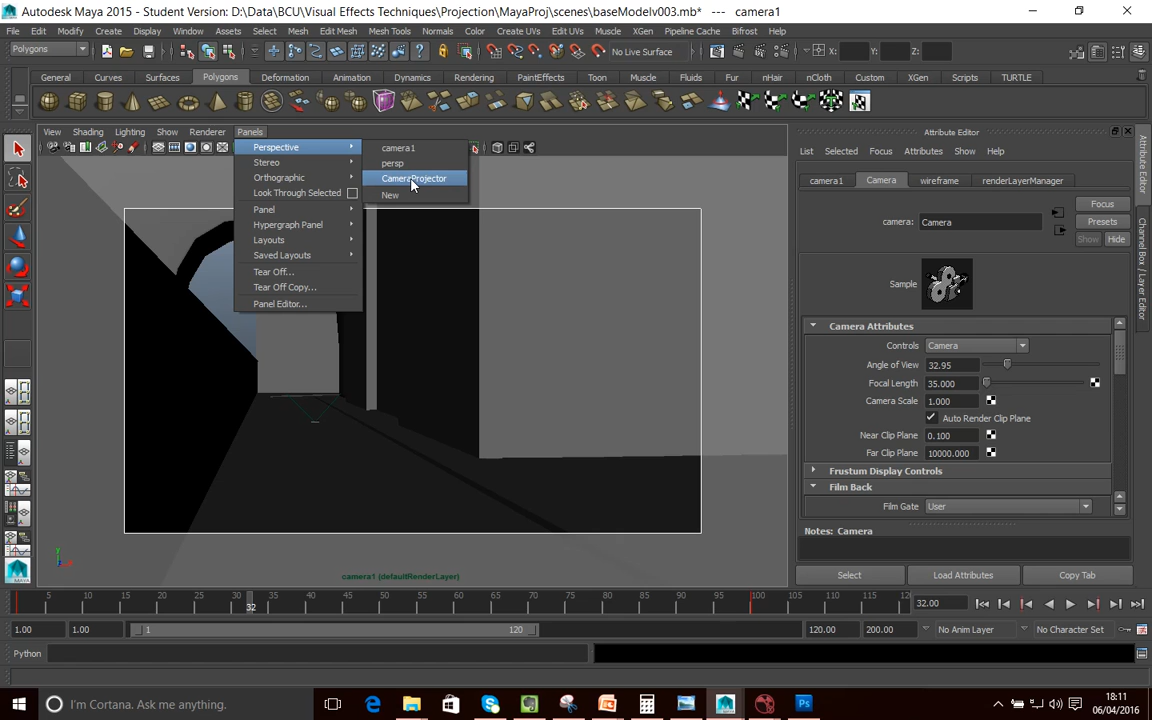 Autodesk Maya 2015 - Student Version: D:\Data\BCU\Visual Effects Techniques\Projection\MayaProj\scenes\baseModelv003.mb* --- camera1
File Edit Modify Create Display Window Assets Select Mesh Edit Mesh Mesh Tools Normals Color Create UVs Edit UVs Muscle XGen Pipeline Cache Bifrost Help
Polygons No Live Surface X: Y: Z:
General Curves Surfaces Polygons Deformation Animation Dynamics Rendering PaintEffects Toon Muscle Fluids Fur nHair nCloth Custom XGen Scripts TURTLE
View Shading Lighting Show Renderer Panels
Attribute Editor
Perspective
Stereo
Orthographic
Look Through Selected
Panel
Hypergraph Panel
Layouts
Saved Layouts
Tear Off...
Tear Off Copy...
Panel Editor...
camera1
persp
CameraProjector
New
List Selected Focus Attributes Show Help
camera1 Camera wireframe renderLayerManager
camera: Camera
Focus
Presets
Show Hide
Sample
Camera Attributes
Controls Camera
Angle of View 32.95
Focal Length 35.000
Camera Scale 1.000
Auto Render Clip Plane
Near Clip Plane 0.100
Far Clip Plane 10000.000
Frustum Display Controls
Film Back
Film Gate User
Notes: Camera
Select Load Attributes Copy Tab
Attribute Editor
Channel Box / Layer Editor
y
camera1 (defaultRenderLayer)
5 10 15 20 25 30 35 40 45 50 55 60 65 70 75 80 85 90 95 100 105 110 115 12
32
32.00
1.00 1.00 1 120 120.00 200.00 No Anim Layer No Character Set
Python
MAYA
I'm Cortana. Ask me anything.
Ps
18:11
06/04/2016